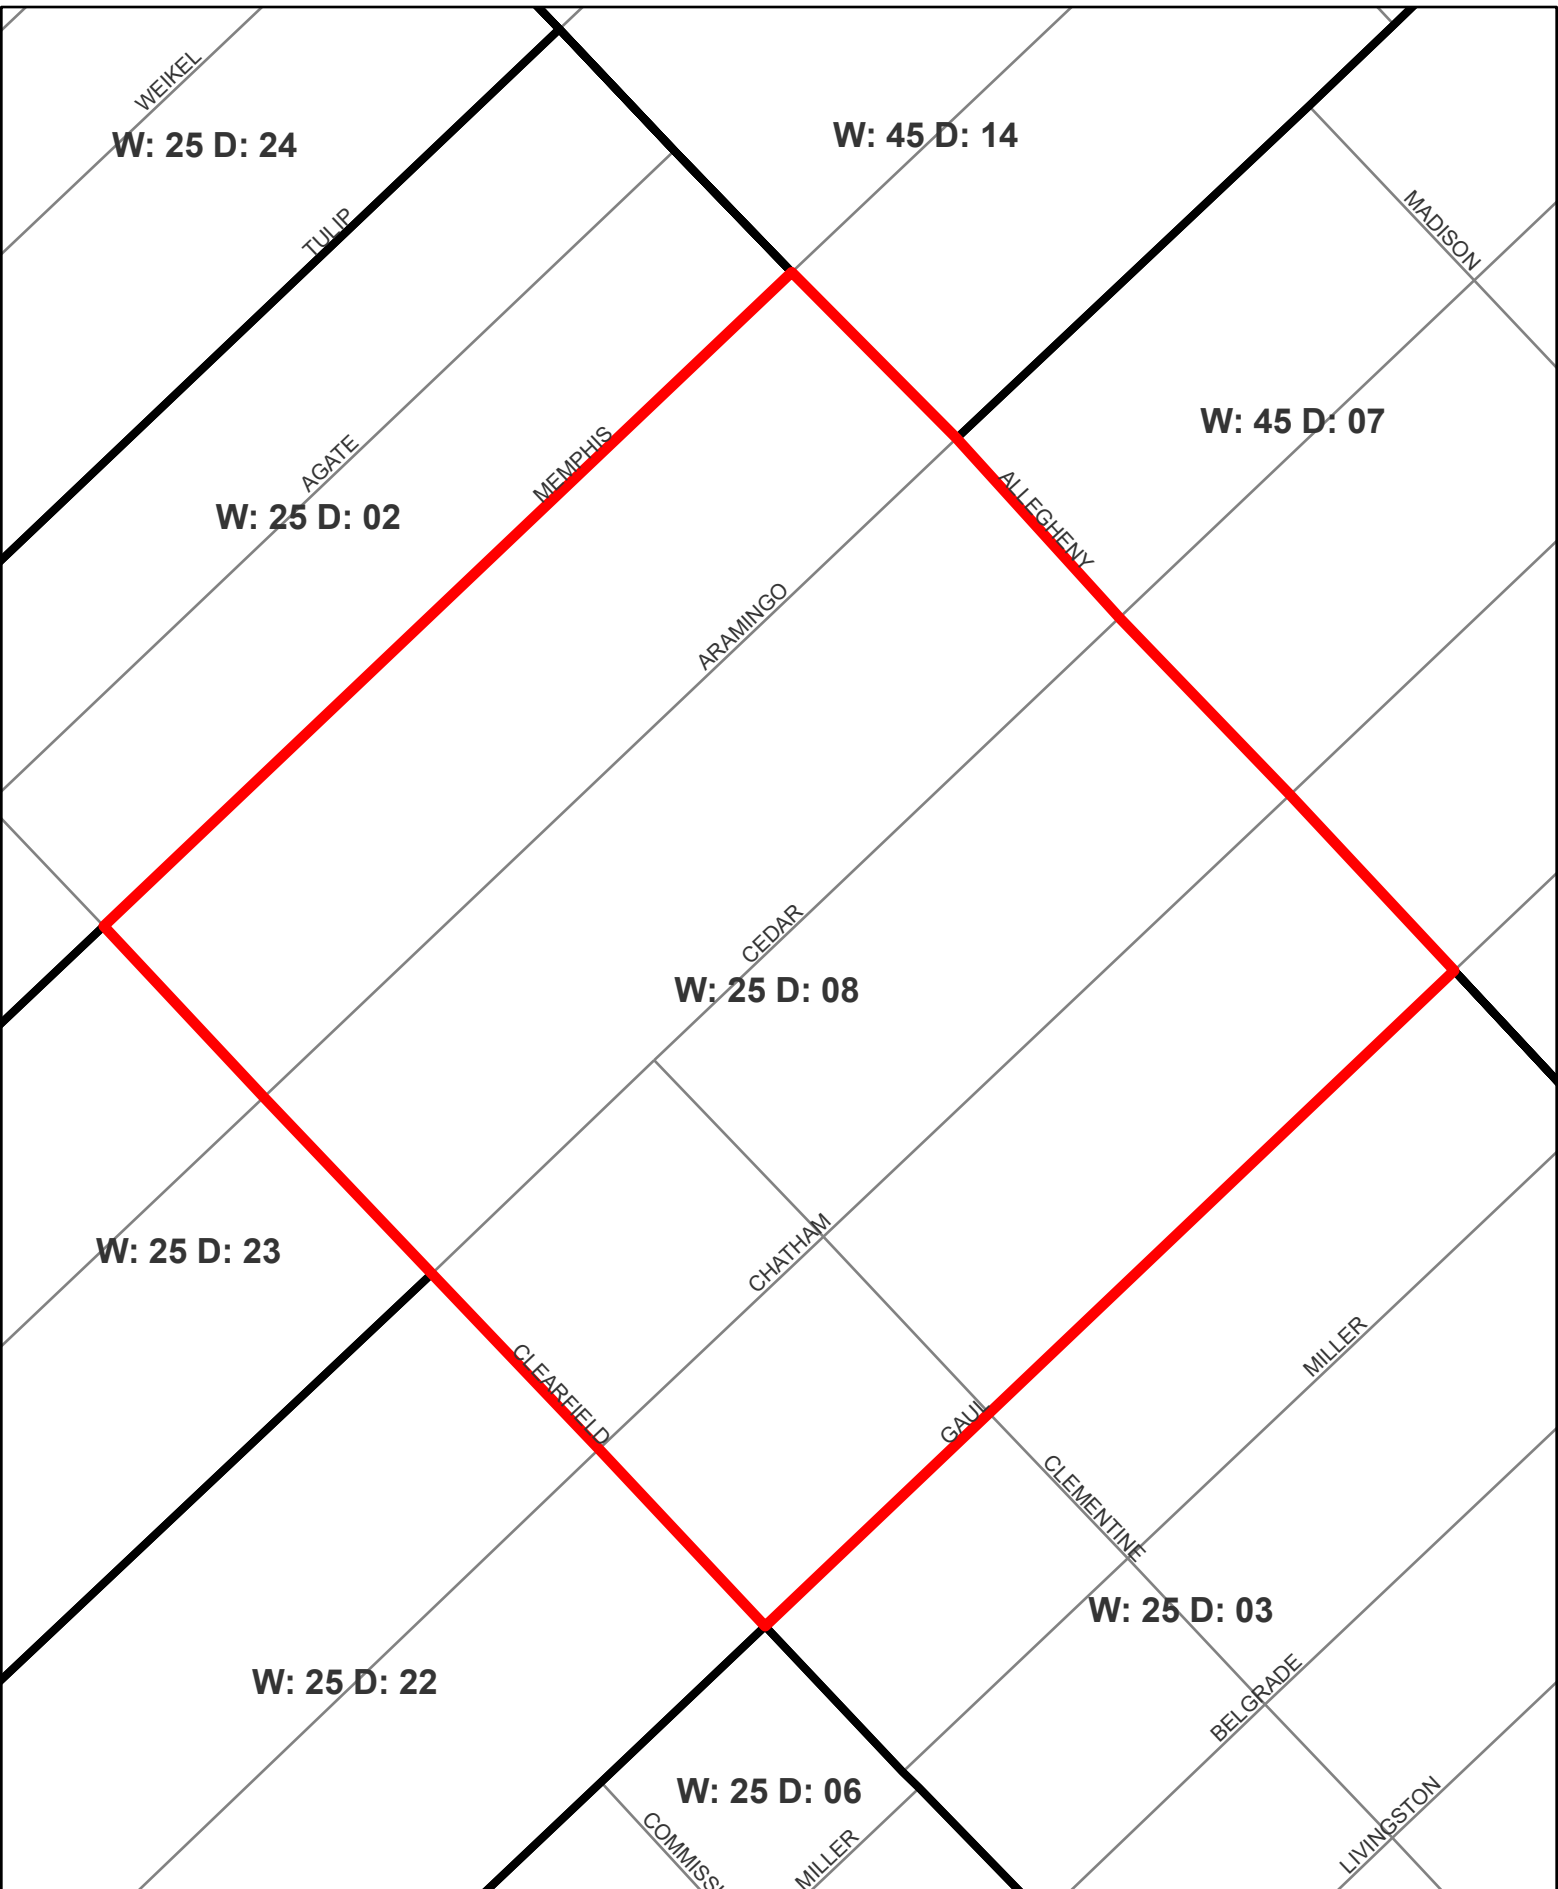 WEIKEL
W: 45 D: 14
W: 25 D: 24
TULIP
MADISON
W: 45 D: 07
AGATE
MEMPHIS
W: 25 D: 02
ALLEGHENY
ARAMINGO
CEDAR
W: 25 D: 08
W: 25 D: 23
CHATHAM
CLEARFIELD
MILLER
GAUL
CLEMENTINE
W: 25 D: 03
W: 25 D: 22
BELGRADE
W: 25 D: 06
LIVINGSTON
MILLER